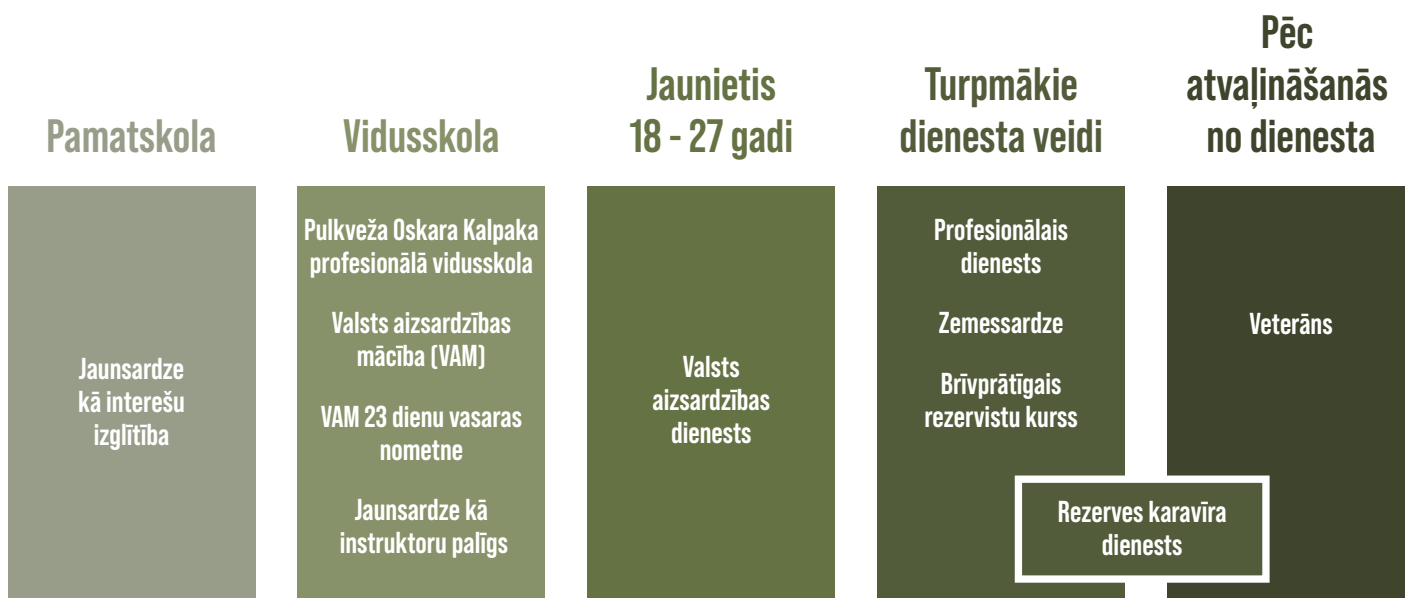 Pamatskola
Jaunsardze
kā interešu
izglītība
Vidusskola
Pulkveža Oskara Kalpaka
profesionālā vidusskola
Valsts aizsardzības
mācība (VAM)
VAM 23 dienu vasaras
nometne
Jaunsardze kā
instruktoru palīgs
Jaunietis
18 - 27 gadi
Valsts
aizsardzības
dienests
Turpmākie
dienesta veidi
Profesionālais
dienests
Zemessardze
Brīvprātīgais
rezervistu kurss
Pēc
atvaļināšanās
no dienesta
Veterāns
Rezerves karavīra
dienests